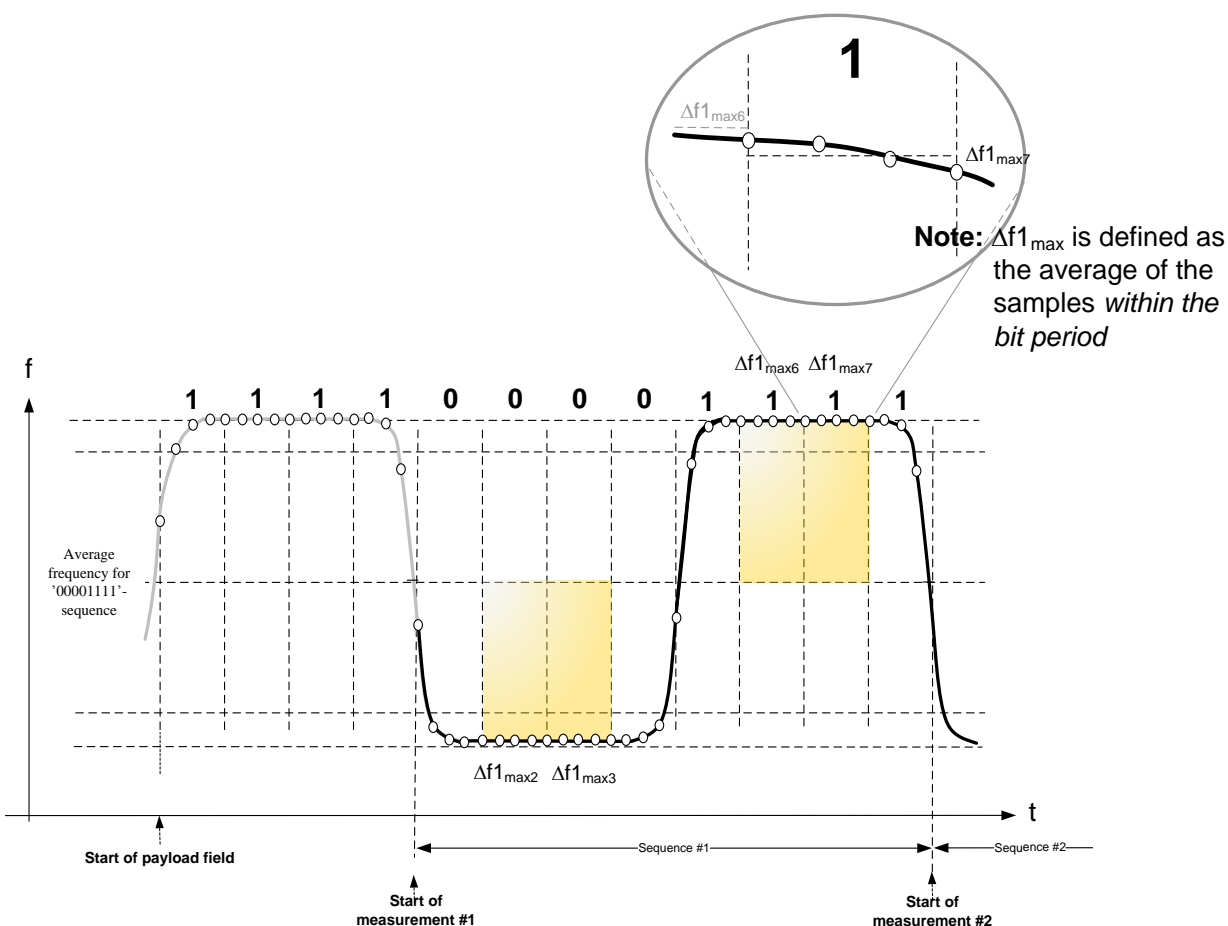 1
Δf1max6
Δf1max7
Note: Δf1max is defined as
the average of the
samples within the
bit period
f
Δf1max6 Δf1max7
1 1 1 1 0 0 0 0 1 1 1 1
Average
frequency for
'00001111'-
sequence
Δf1max2 Δf1max3
t
Start of payload field
Sequence #1
Sequence #2
Start of
measurement #1
Start of
measurement #2